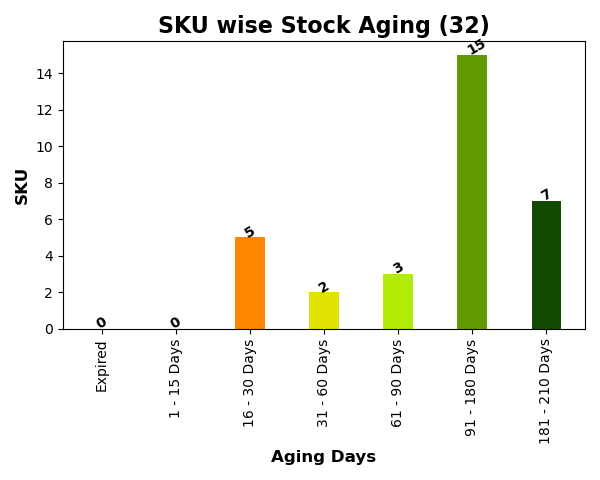 SKU wise Stock Aging (32)
SKU
14
12
10
8
6
4
2
0
0
0
5
2
3
15
7
Expired
1 - 15 Days
16 - 30 Days
31 - 60 Days
61 - 90 Days
91 - 180 Days
181 - 210 Days
Aging Days